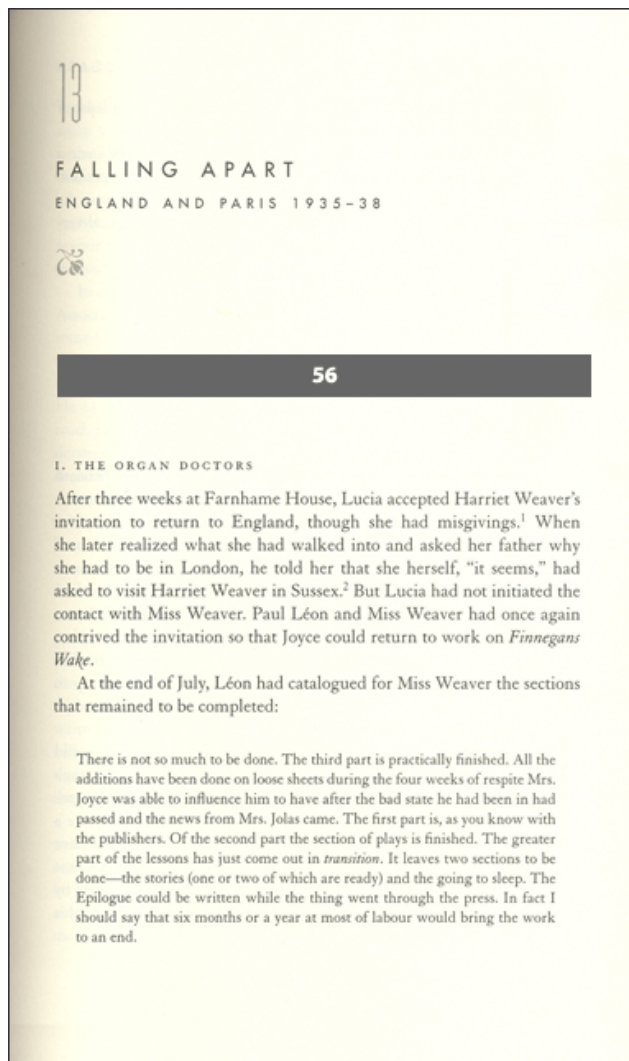 13
FALLING APART
ENGLAND AND PARIS 1935–38
56
I. THE ORGAN DOCTORS
After three weeks at Farnhame House, Lucia accepted Harriet Weaver's
invitation to return to England, though she had misgivings.1 When
she later realized what she had walked into and asked her father why
she had to be in London, he told her that she herself, "it seems," had
asked to visit Harriet Weaver in Sussex.2 But Lucia had not initiated the
contact with Miss Weaver. Paul Léon and Miss Weaver had once again
contrived the invitation so that Joyce could return to work on Finnegans
Wake.
At the end of July, Léon had catalogued for Miss Weaver the sections
that remained to be completed:
There is not so much to be done. The third part is practically finished. All the
additions have been done on loose sheets during the four weeks of respite Mrs.
Joyce was able to influence him to have after the bad state he had been in had
passed and the news from Mrs. Jolas came. The first part is, as you know with
the publishers. Of the second part the section of plays is finished. The greater
part of the lessons has just come out in transition. It leaves two sections to be
done—the stories (one or two of which are ready) and the going to sleep. The
Epilogue could be written while the thing went through the press. In fact I
should say that six months or a year at most of labour would bring the work
to an end.